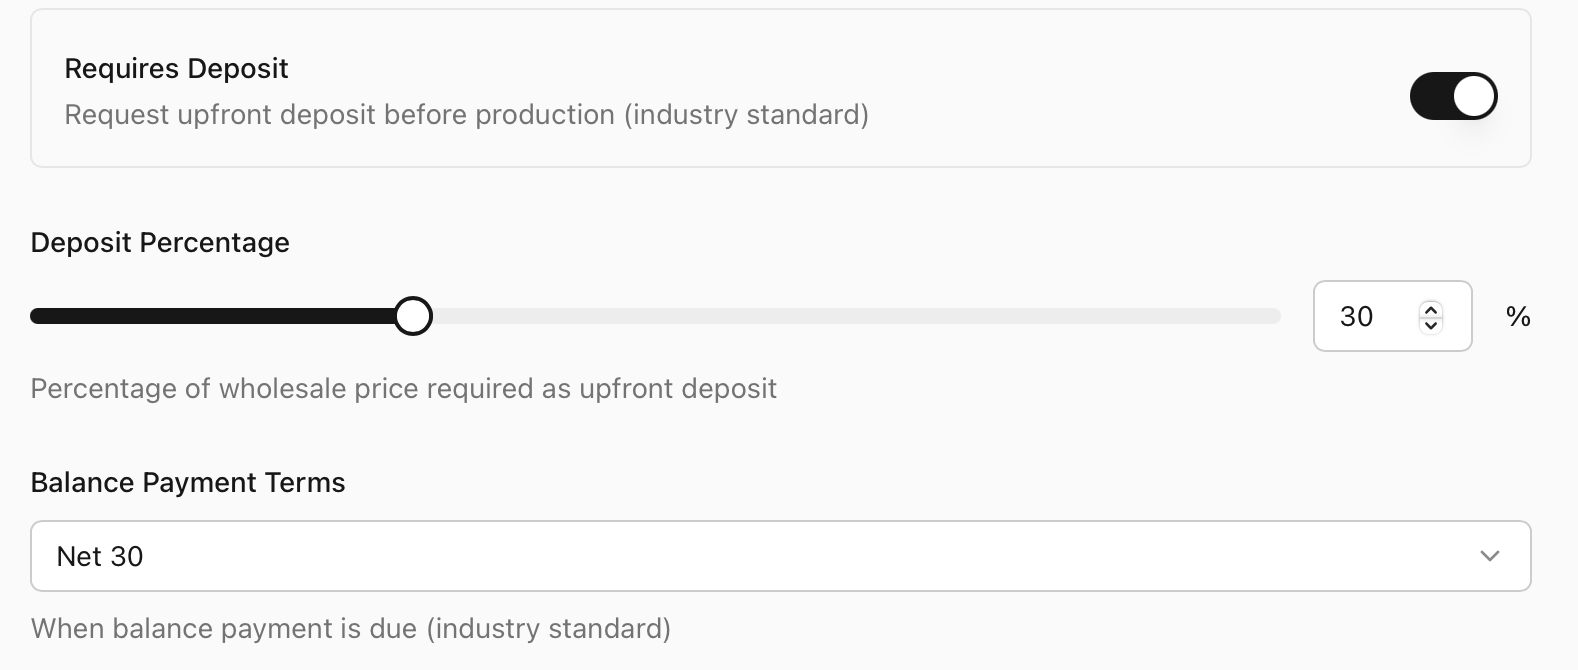 Requires Deposit
Request upfront deposit before production (industry standard)
Deposit Percentage
30 %
Percentage of wholesale price required as upfront deposit
Balance Payment Terms
Net 30
When balance payment is due (industry standard)